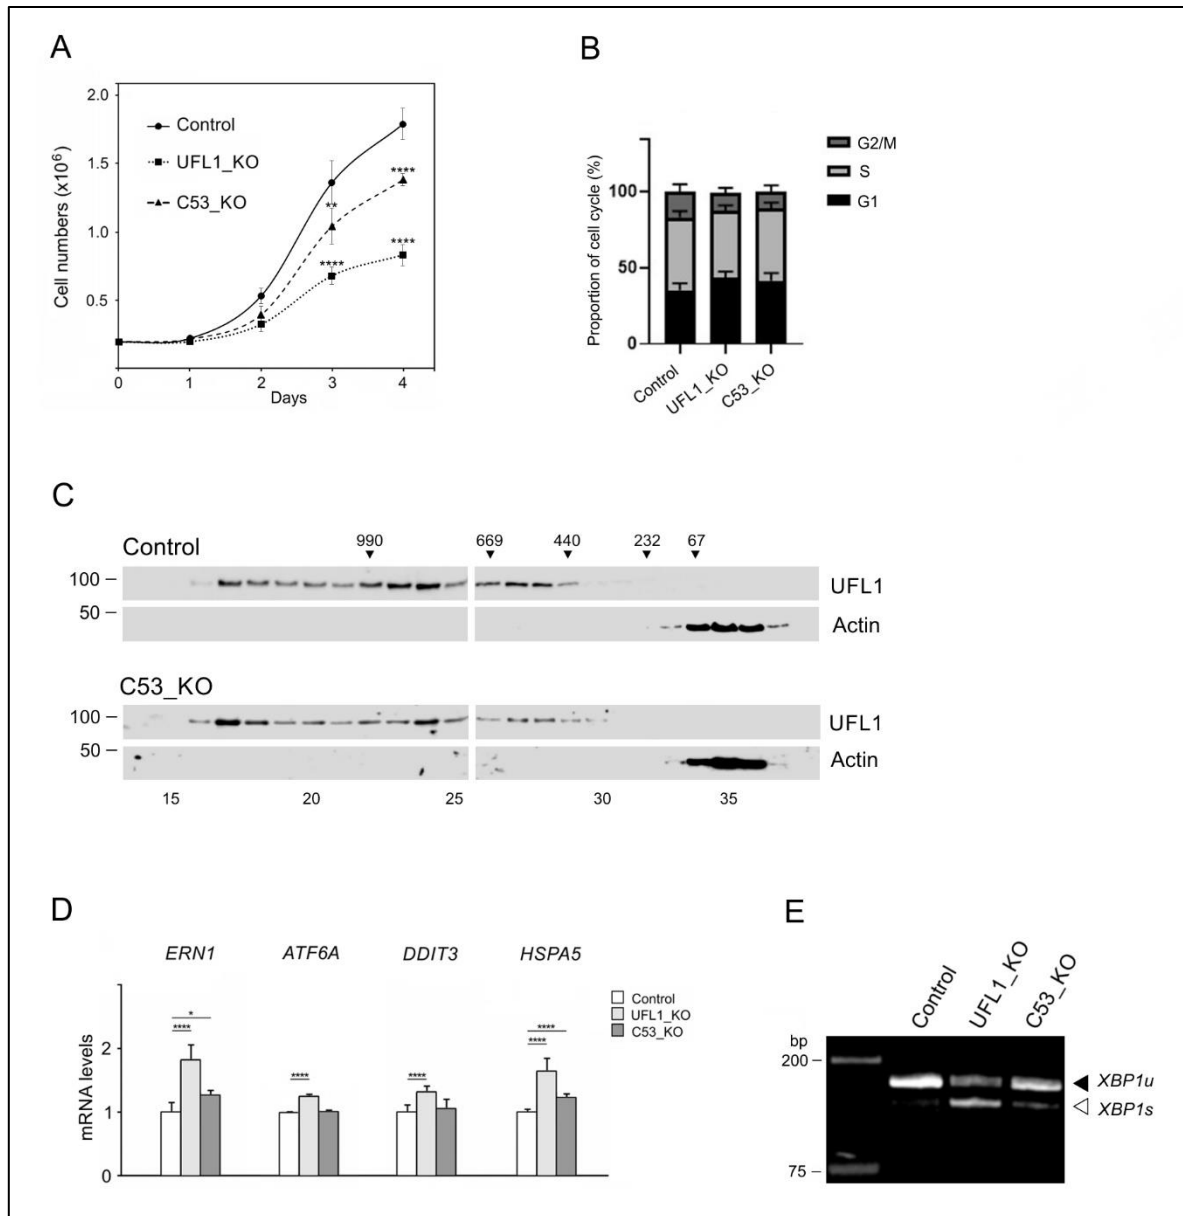 A
2.0
1.5
1.0
0.5
Cell numbers (x10⁶)
Control
UFL1_KO
C53_KO
**
****
****
****
0 1 2 3 4
Days
B
100
50
0
Proportion of cell cycle (%)
G2/M
S
G1
Control
UFL1_KO
C53_KO
C
Control
990 669 440 232 67
100
UFL1
50
Actin
C53_KO
100
UFL1
50
Actin
15 20 25 30 35
D
ERN1 ATF6A DDIT3 HSPA5
mRNA levels
2
1
0
*
****
****
****
****
****
Control
UFL1_KO
C53_KO
E
Control
UFL1_KO
C53_KO
bp
200
XBP1u
XBP1s
75